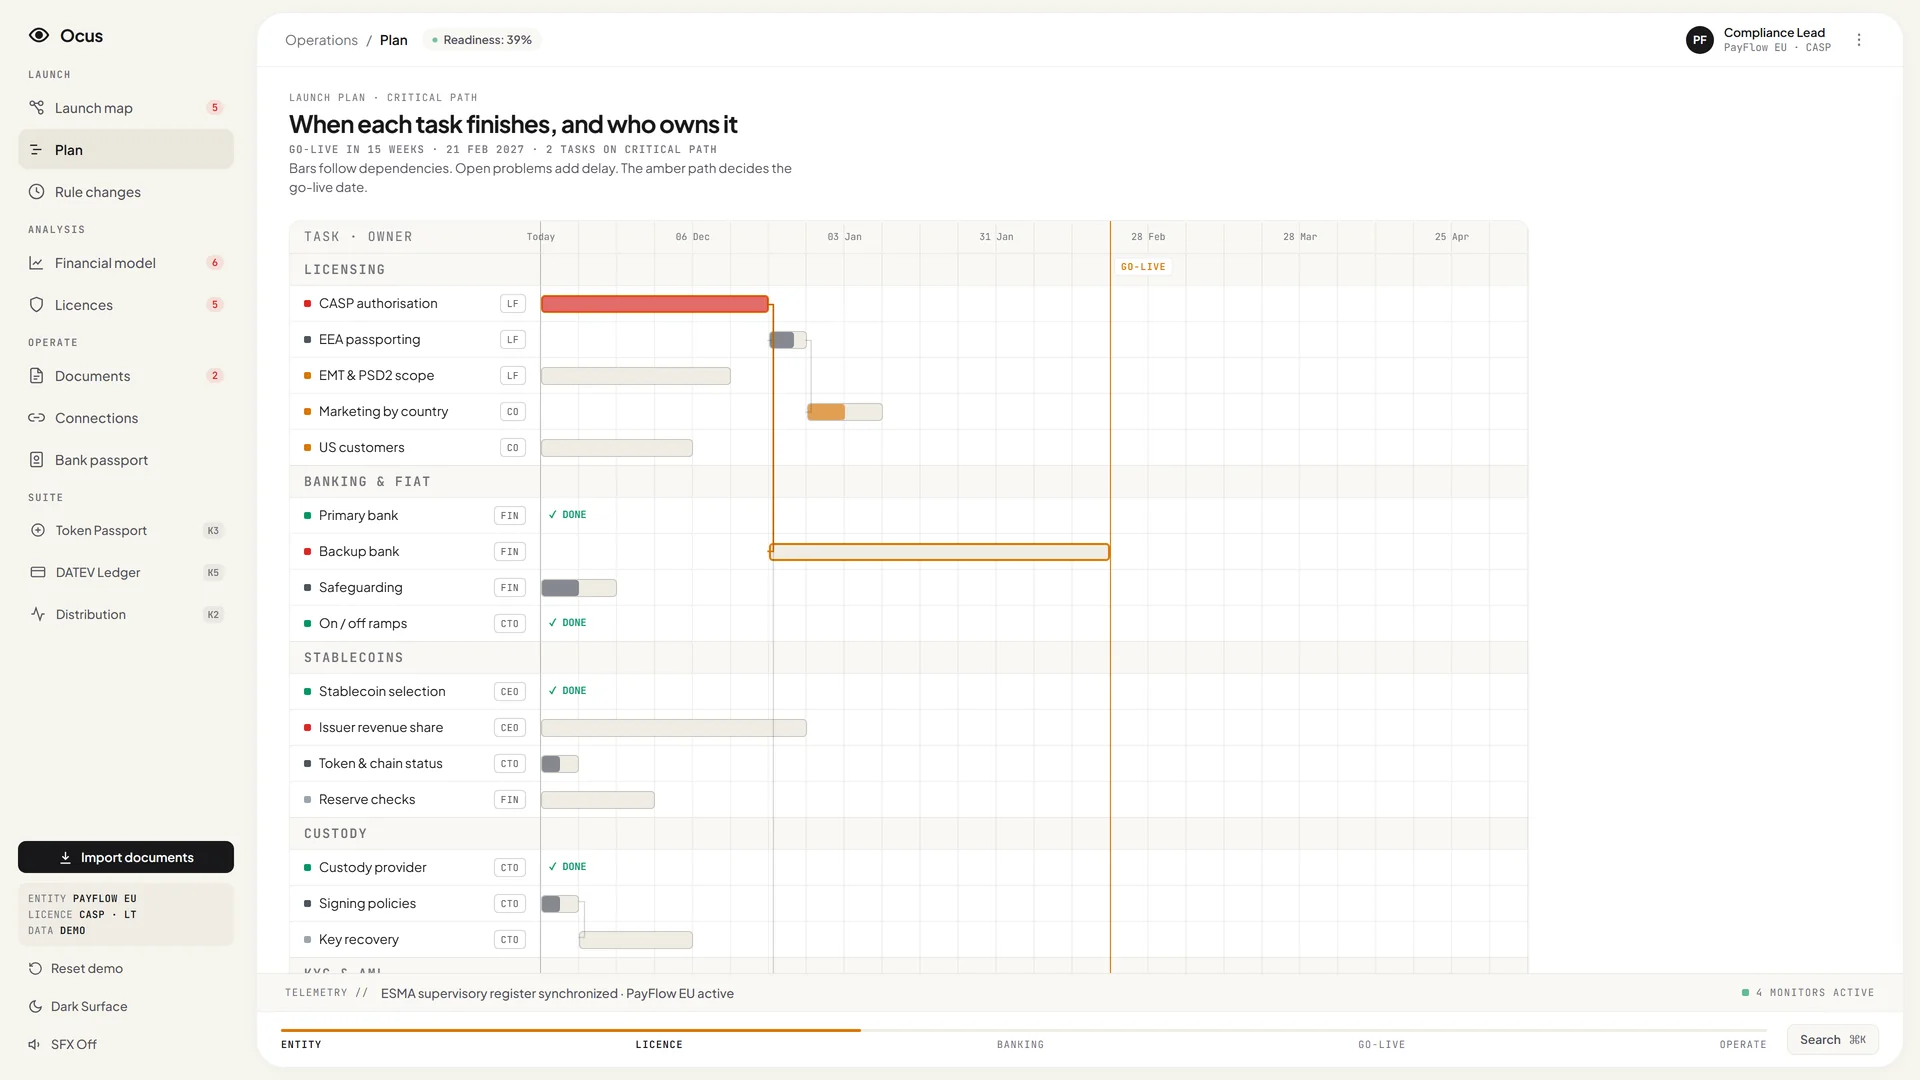 Ocus
LAUNCH
Launch map 5
Plan
Rule changes
ANALYSIS
Financial model 6
Licences 5
OPERATE
Documents 2
Connections
Bank passport
SUITE
Token Passport K3
DATEV Ledger K5
Distribution K2
Import documents
ENTITY PAYFLOW EU
LICENCE CASP · LT
DATA DEMO
Reset demo
Dark Surface
SFX Off
Operations / Plan Readiness: 39%
PF Compliance Lead
PayFlow EU · CASP
LAUNCH PLAN · CRITICAL PATH
When each task finishes, and who owns it
GO-LIVE IN 15 WEEKS · 21 FEB 2027 · 2 TASKS ON CRITICAL PATH
Bars follow dependencies. Open problems add delay. The amber path decides the
go-live date.
TASK · OWNER Today 06 Dec 03 Jan 31 Jan 28 Feb 28 Mar 25 Apr
LICENSING GO-LIVE
CASP authorisation LF
EEA passporting LF
EMT & PSD2 scope LF
Marketing by country CO
US customers CO
BANKING & FIAT
Primary bank FIN ✓ DONE
Backup bank FIN
Safeguarding FIN
On / off ramps CTO ✓ DONE
STABLECOINS
Stablecoin selection CEO ✓ DONE
Issuer revenue share CEO
Token & chain status CTO
Reserve checks FIN
CUSTODY
Custody provider CTO ✓ DONE
Signing policies CTO
Key recovery CTO
KYC & AML
TELEMETRY // ESMA supervisory register synchronized · PayFlow EU active 4 MONITORS ACTIVE
ENTITY LICENCE BANKING GO-LIVE OPERATE
Search ⌘K